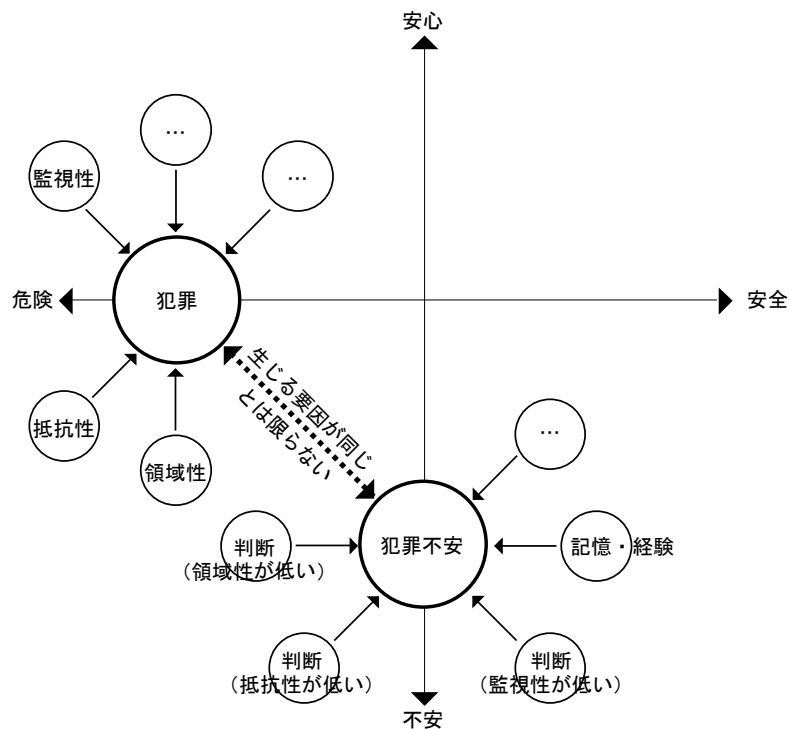 安心
…
監視性
…
危険
犯罪
安全
生じる要因が同じ
とは限らない
抵抗性
領域性
…
判断
(領域性が低い)
犯罪不安
記憶・経験
判断
(抵抗性が低い)
判断
(監視性が低い)
不安